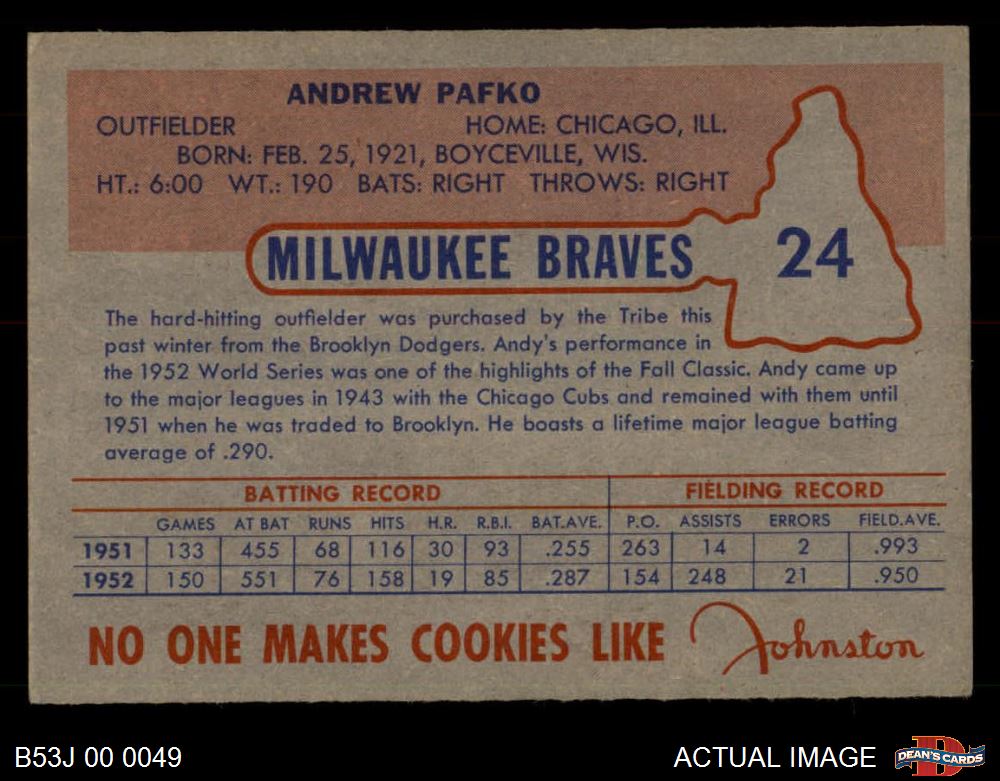 ANDREW PAFKO
OUTFIELDER HOME: CHICAGO, ILL.
BORN: FEB. 25, 1921, BOYCEVILLE, WIS.
HT.: 6:00 WT.: 190 BATS: RIGHT THROWS: RIGHT
MILWAUKEE BRAVES 24
The hard-hitting outfielder was purchased by the Tribe this
past winter from the Brooklyn Dodgers. Andy's performance in
the 1952 World Series was one of the highlights of the Fall Classic. Andy came up
to the major leagues in 1943 with the Chicago Cubs and remained with them until
1951 when he was traded to Brooklyn. He boasts a lifetime major league batting
average of .290.
BATTING RECORD FIELDING RECORD
GAMES AT BAT RUNS HITS H.R. R.B.I. BAT.AVE. P.O. ASSISTS ERRORS FIELD.AVE.
1951 133 455 68 116 30 93 .255 263 14 2 .993
1952 150 551 76 158 19 85 .287 154 248 21 .950
NO ONE MAKES COOKIES LIKE Johnston
B53J 00 0049 ACTUAL IMAGE D DEAN'S CARDS